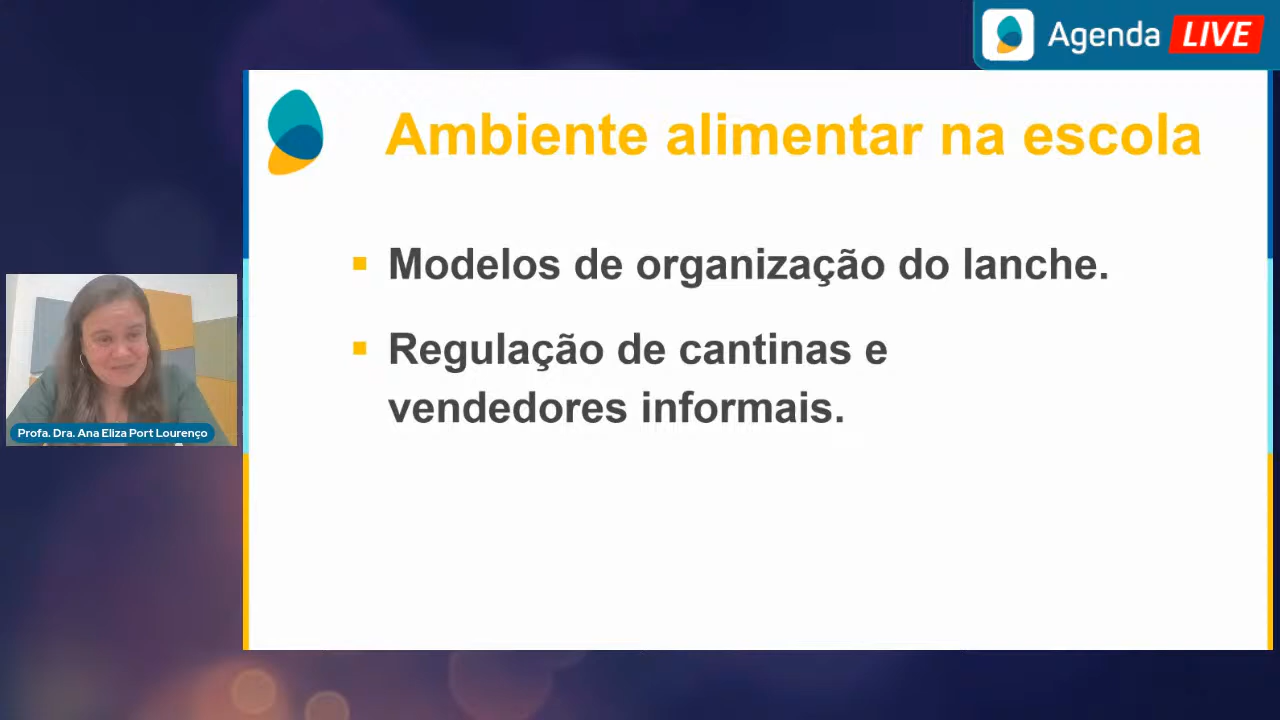 Agenda LIVE
Ambiente alimentar na escola
▪ Modelos de organização do lanche.
▪ Regulação de cantinas e
vendedores informais.
Profa. Dra. Ana Eliza Port Lourenço